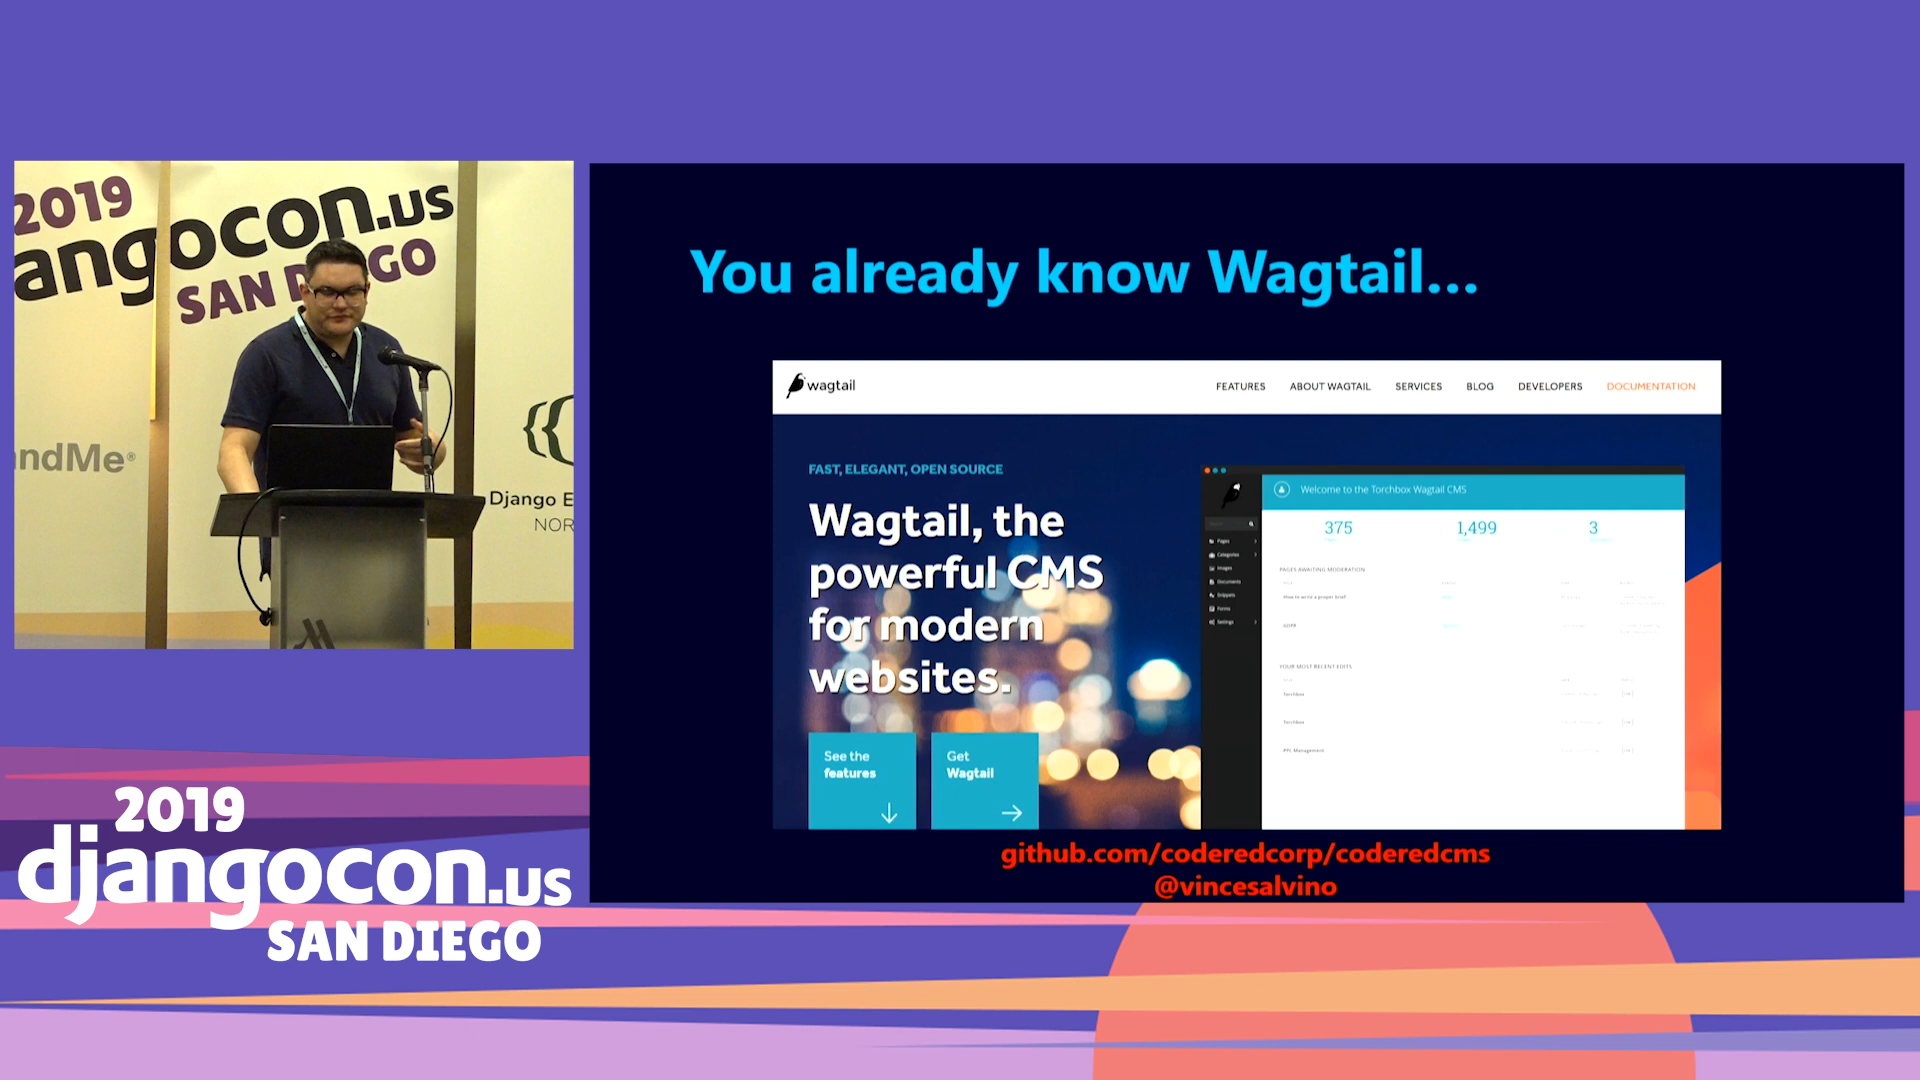 2019
angocon.us
SAN DIEGO
ndMe®
Django E
NOR
2019
djangocon.us
SAN DIEGO
You already know Wagtail...
wagtail
FEATURES
ABOUT WAGTAIL
SERVICES
BLOG
DEVELOPERS
DOCUMENTATION
FAST, ELEGANT, OPEN SOURCE
Wagtail, the
powerful CMS
for modern
websites.
See the
features
Get
Wagtail
Welcome to the Torchbox Wagtail CMS
375
1,499
3
Pages
Categories
Images
Documents
Snippets
Forms
Settings
PAGES AWAITING MODERATION
How to write a proper brief
GDPR
YOUR MOST RECENT EDITS
Torchbox
Torchbox
PPC Management
github.com/coderedcorp/coderedcms
@vincesalvino